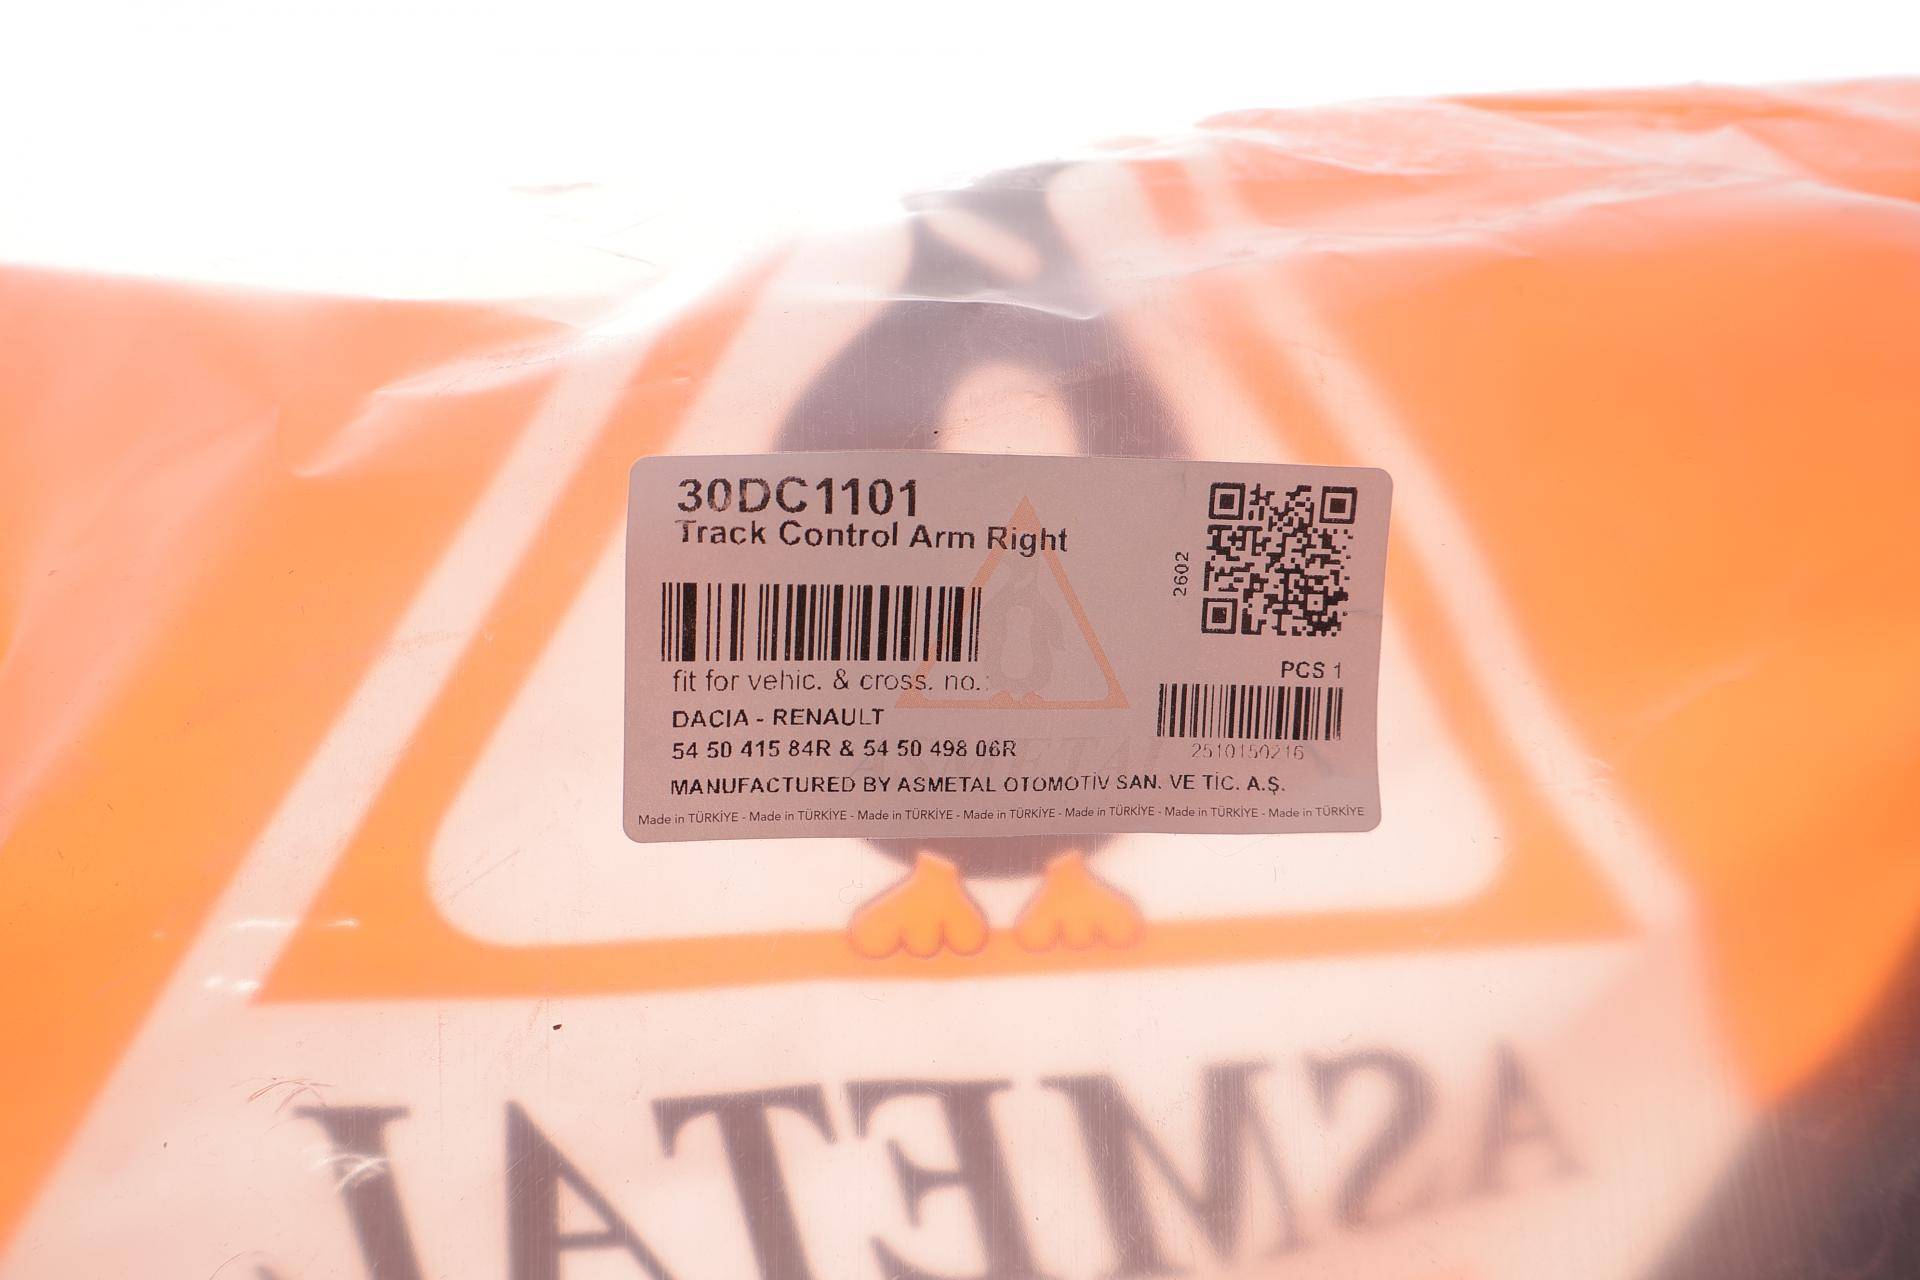 30DC1101
Track Control Arm Right
2602
fit for vehic. & cross. no.:
PCS 1
DACIA - RENAULT
54 50 415 84R & 54 50 498 06R
2510150216
MANUFACTURED BY ASMETAL OTOMOTİV SAN. VE TİC. A.Ş.
Made in TÜRKİYE - Made in TÜRKİYE - Made in TÜRKİYE - Made in TÜRKİYE - Made in TÜRKİYE - Made in TÜRKİYE - Made in TÜRKİYE
ASMETAL